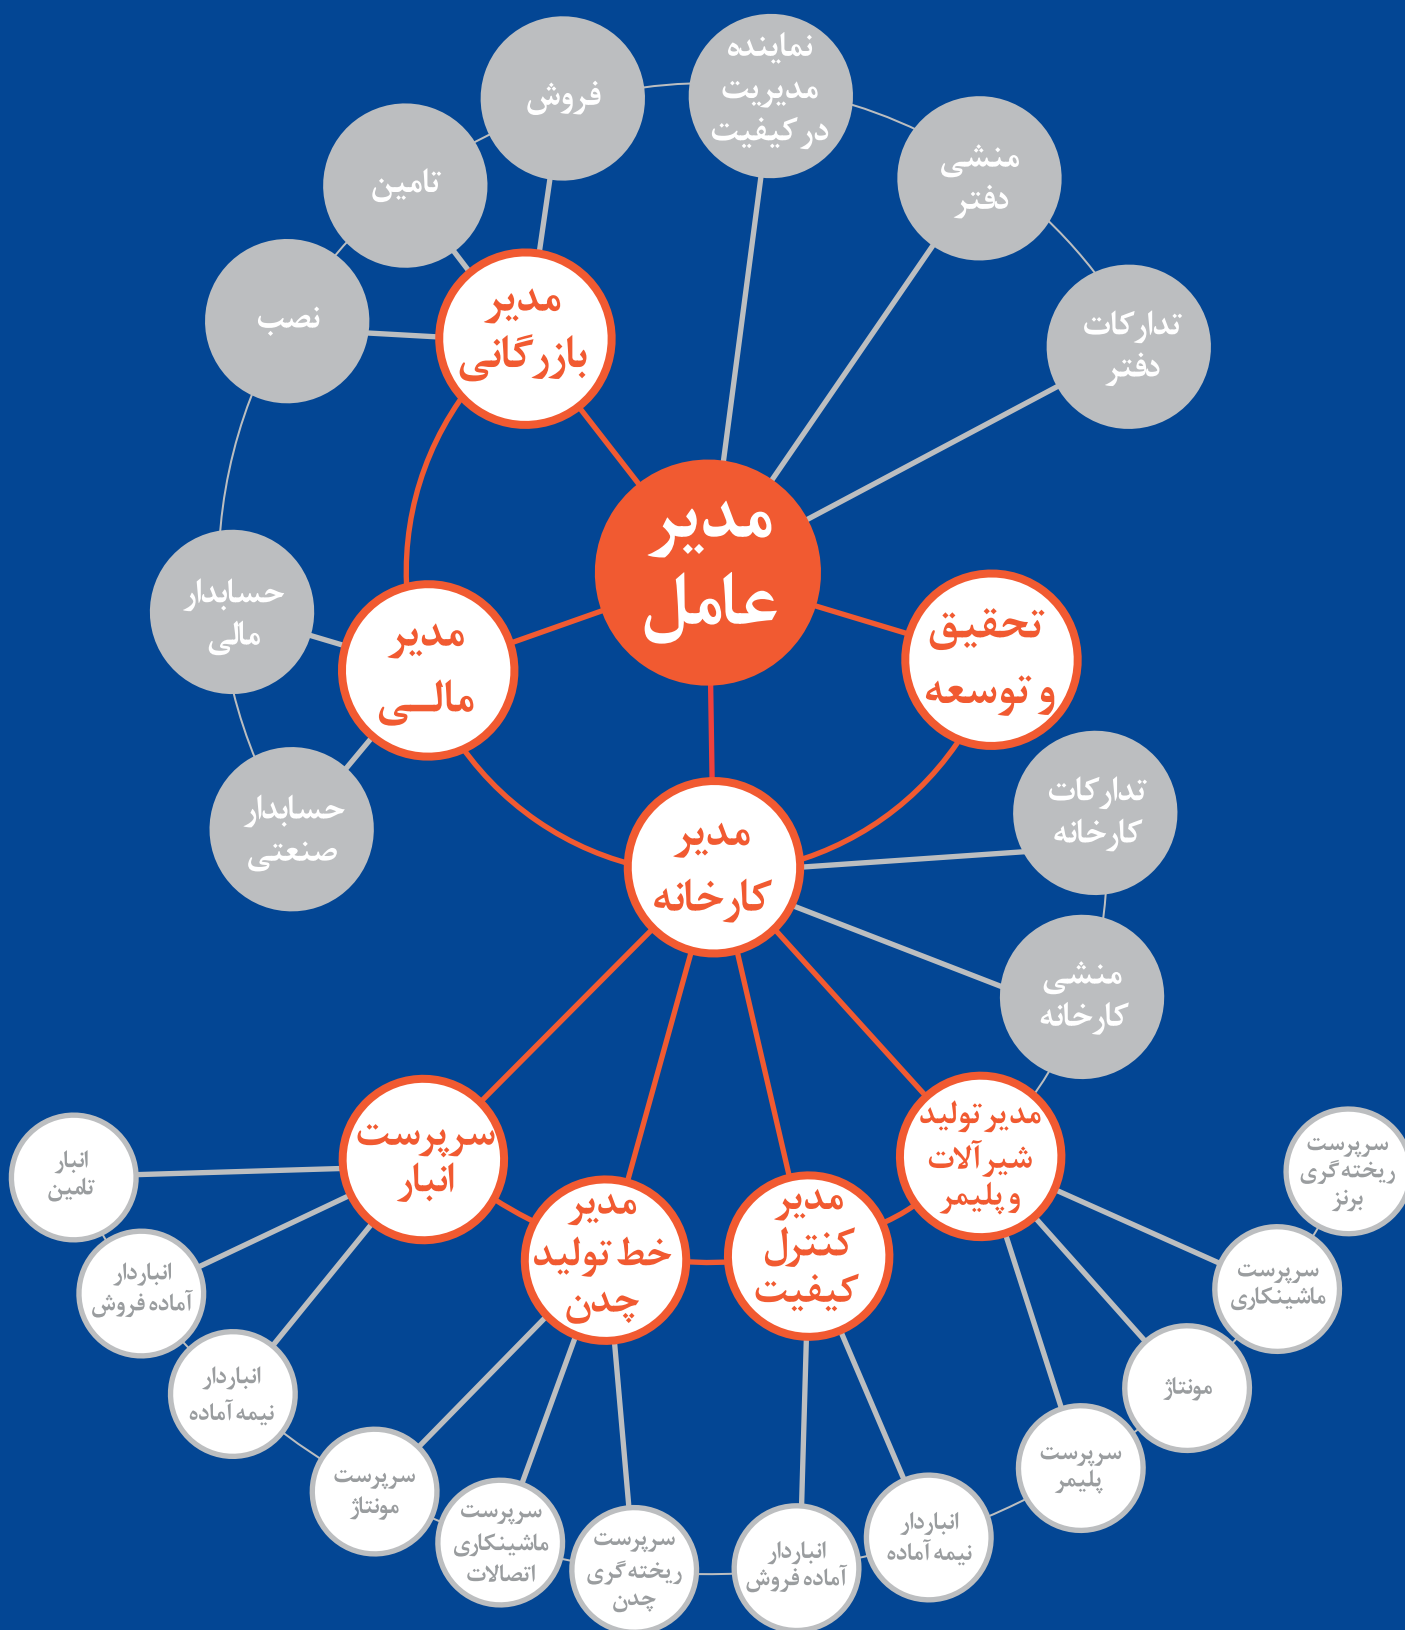 نماینده
مدیریت
در کیفیت
فروش
منشی
دفتر
تامین
تدارکات
دفتر
نصب
مدیر
بازرگانی
مدیر
عامل
حسابدار
مالی
مدیر
مالــی
تحقیـق
و توسعه
حسابدار
صنعتی
مدیر
کارخانه
تدارکات
کارخانه
منشی
کارخانه
سرپرست
انبار
مدیر
خط تولید
چدن
مدیر
کنترل
کیفیت
مدیر تولید
شیرآلات
و پلیمر
سرپرست
ریخته گری
برنز
انبار
تامین
انباردار
آماده فروش
انباردار
نیمه آماده
سرپرست
مونتاژ
سرپرست
ماشینکاری
اتصالات
سرپرست
ریخته گری
چدن
انباردار
آماده فروش
انباردار
نیمه آماده
سرپرست
پلیمر
مونتاژ
سرپرست
ماشینکاری